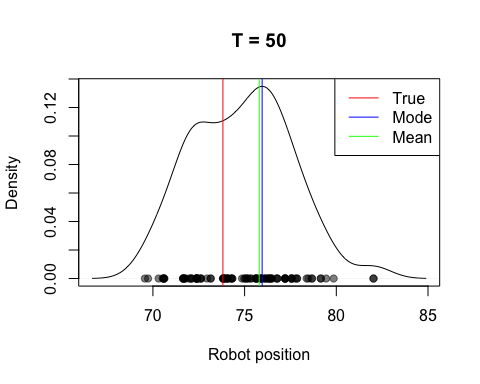 T = 50
True
Mode
Mean
Density
0.12
0.08
0.04
0.00
70 75 80 85
Robot position